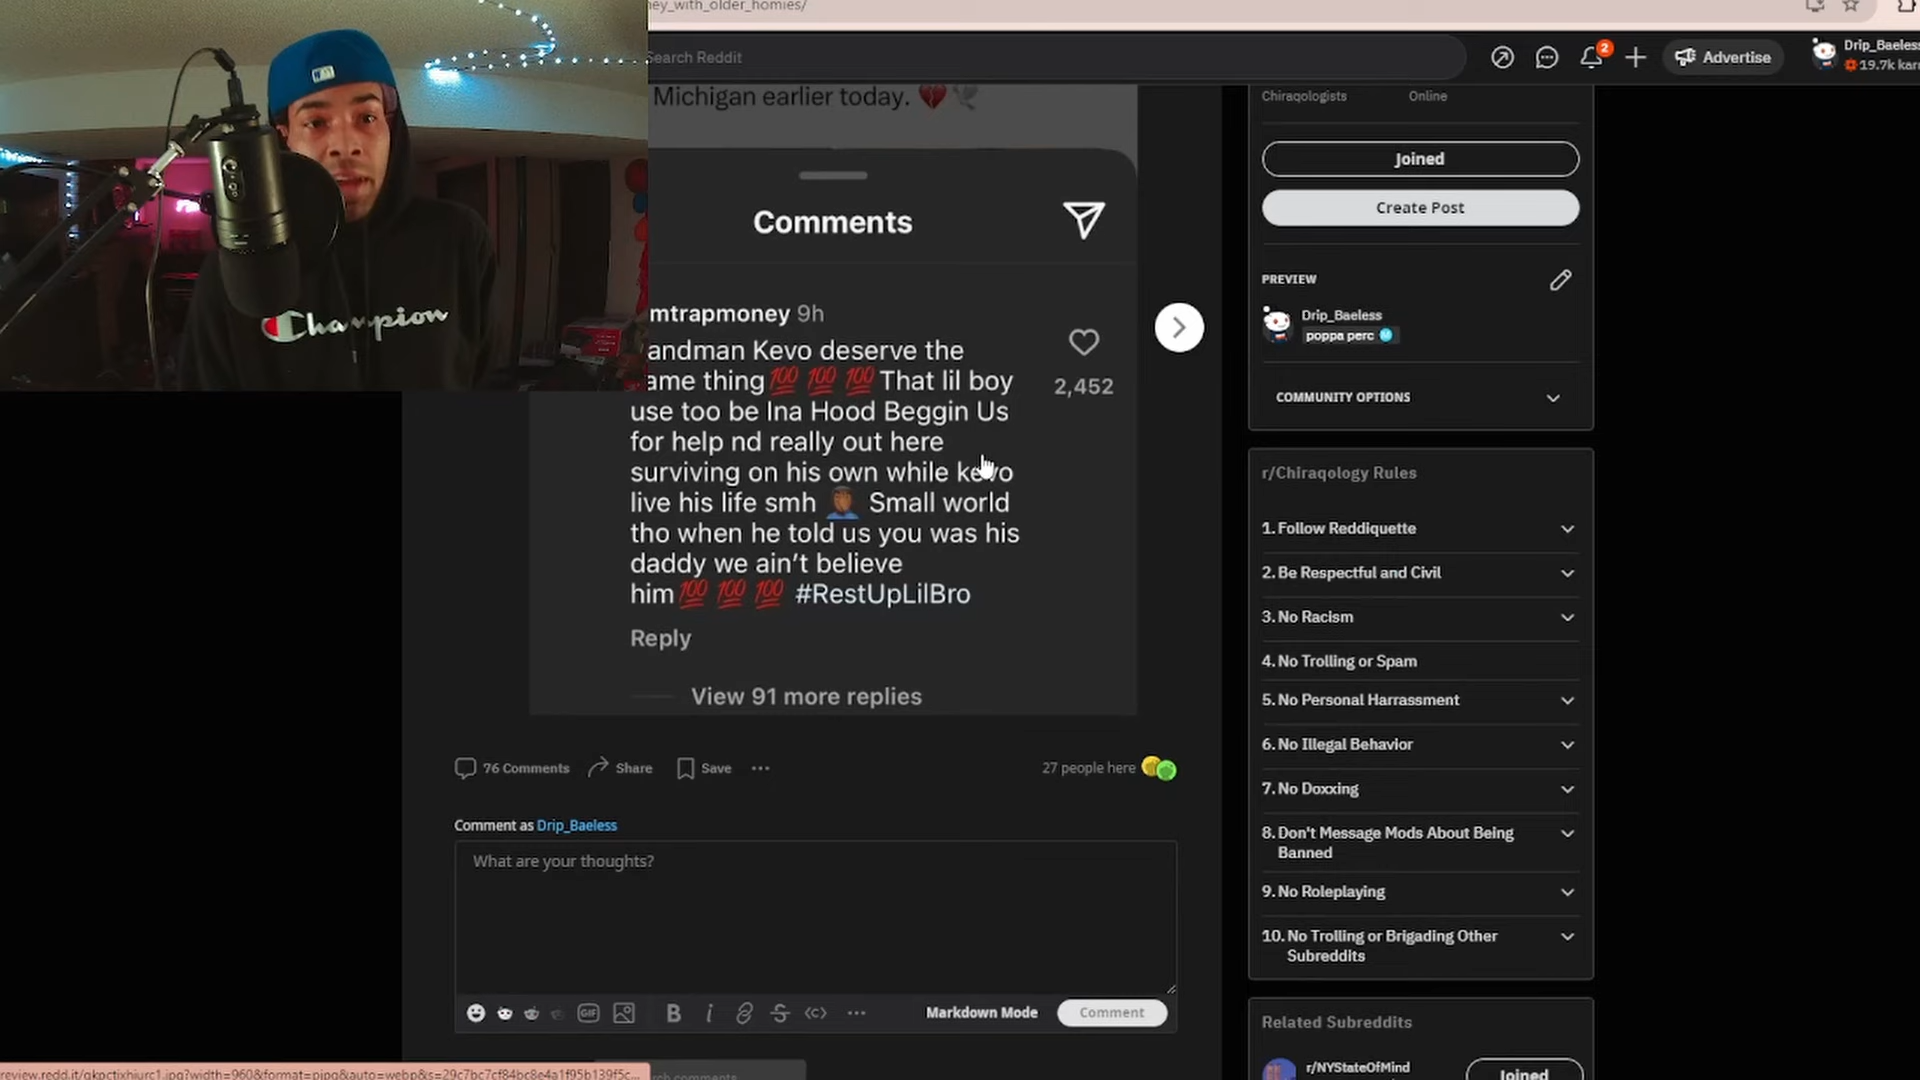 ney_with_older_homies/
Search Reddit
2
Advertise
Drip_Baeless
19.7k kar
Michigan earlier today. 💔🕊
Comments
mtrapmoney 9h
andman Kevo deserve the
ame thing💯 💯 💯That lil boy
use too be Ina Hood Beggin Us
for help nd really out here
surviving on his own while kevo
live his life smh 🤦🏾‍♂️ Small world
tho when he told us you was his
daddy we ain't believe
him💯 💯 💯 #RestUpLilBro
2,452
Reply
View 91 more replies
76 Comments
Share
Save
27 people here
Comment as Drip_Baeless
What are your thoughts?
GIF
B
i
Markdown Mode
Comment
Champion
Chiraqologists
Online
Joined
Create Post
PREVIEW
Drip_Baeless
poppa perc
COMMUNITY OPTIONS
r/Chiraqology Rules
1. Follow Reddiquette
2. Be Respectful and Civil
3. No Racism
4. No Trolling or Spam
5. No Personal Harrassment
6. No Illegal Behavior
7. No Doxxing
8. Don't Message Mods About Being
Banned
9. No Roleplaying
10. No Trolling or Brigading Other
Subreddits
Related Subreddits
r/NYStateOfMind
Joined